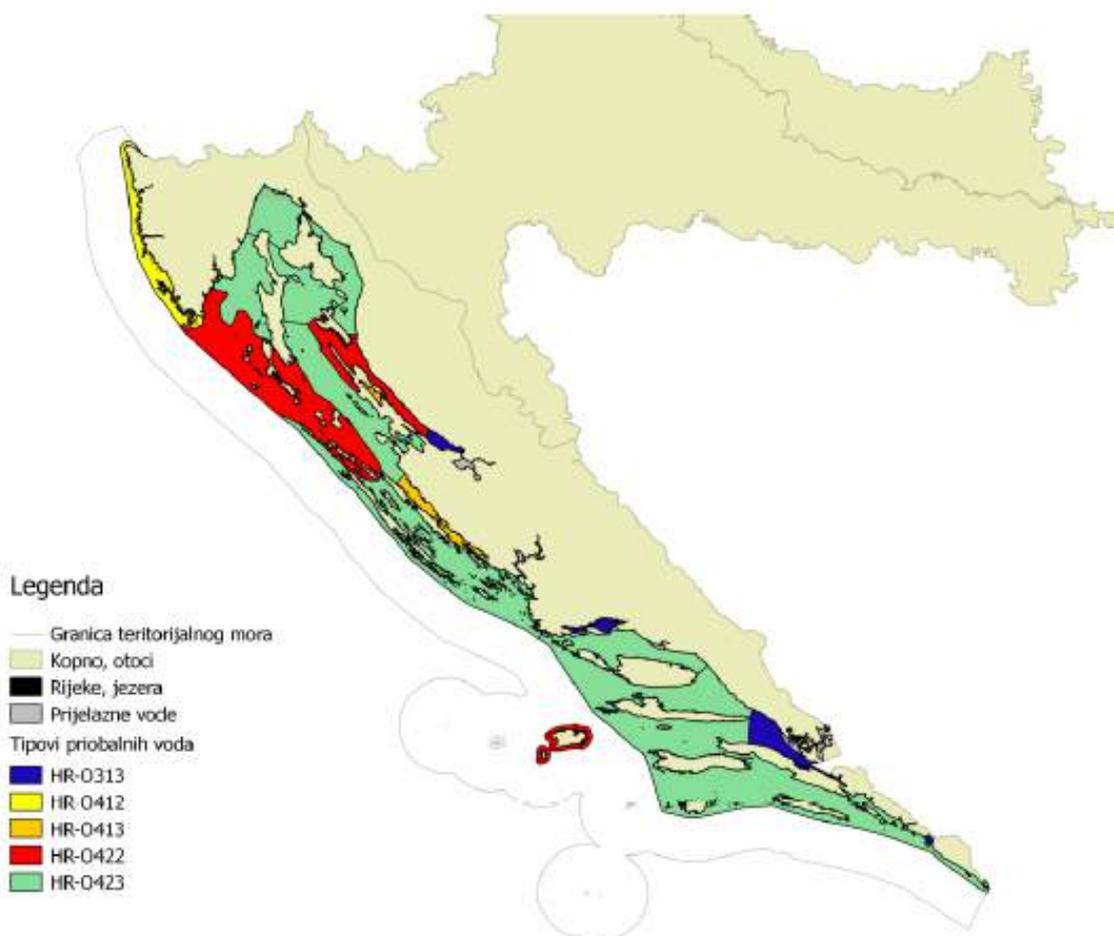 Legenda
Granica teritorijalnog mora
Kopno, otoci
Rijeke, jezera
Prijelazne vode
Tipovi priobalnih voda
HR-O313
HR-O412
HR-O413
HR-O422
HR-O423